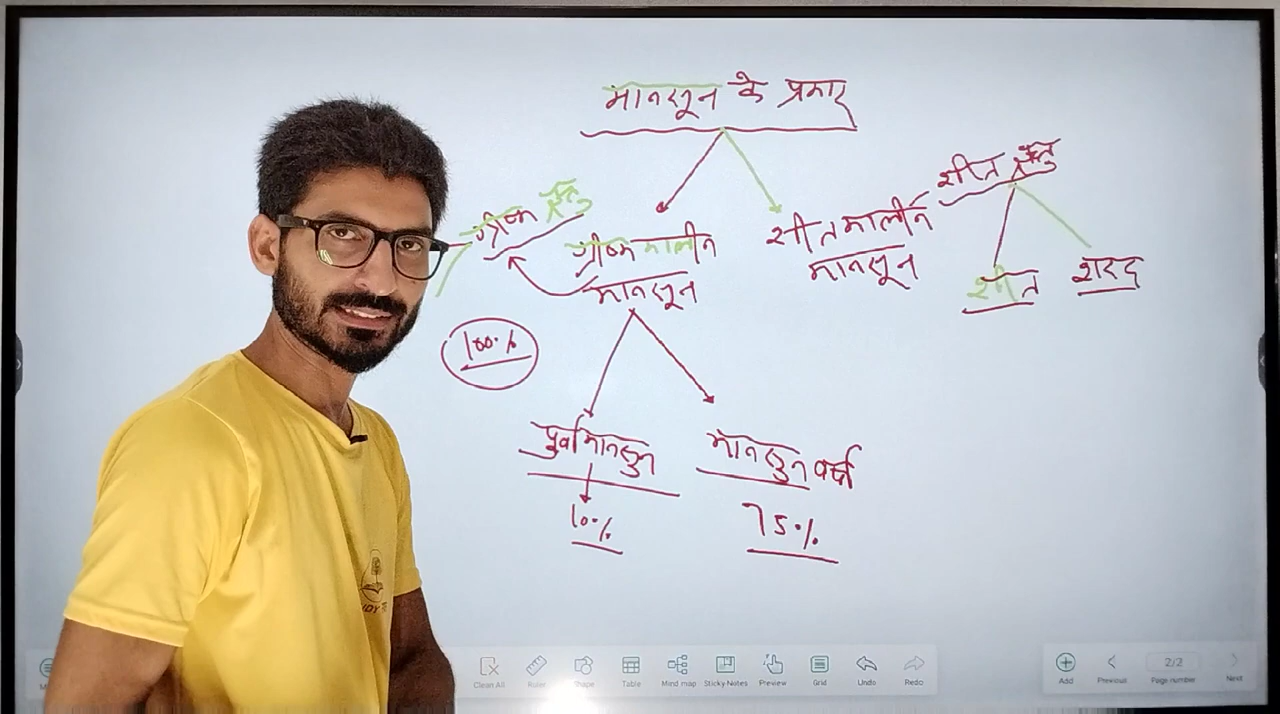 मानसून के प्रकार
ग्रीष्म ऋतु
ग्रीष्मकालीन
मानसून
शीतकालीन
मानसून
शीत ऋतु
शीत
शरद
100%
पुर्व मानसुन
10%
मानसुन वर्षा
75%
Clean All
Ruler
Shape
Table
Mind map
Sticky Notes
Preview
Grid
Undo
Redo
Add
Previous
2/2
Page number
Next